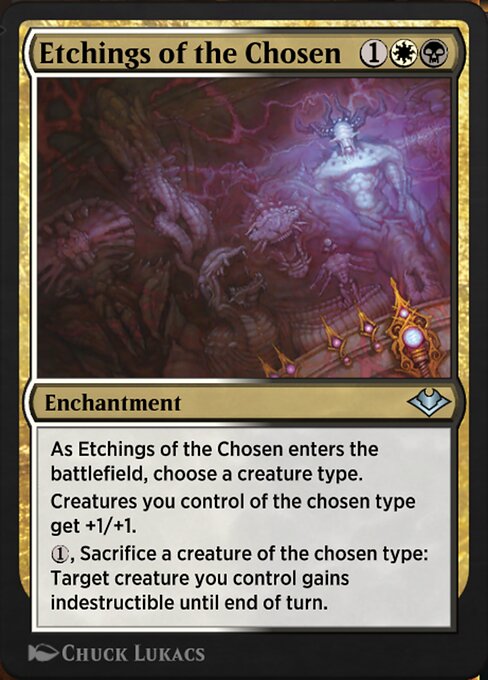 Etchings of the Chosen 1
Enchantment
As Etchings of the Chosen enters the
battlefield, choose a creature type.
Creatures you control of the chosen type
get +1/+1.
1, Sacrifice a creature of the chosen type:
Target creature you control gains
indestructible until end of turn.
Chuck Lukacs